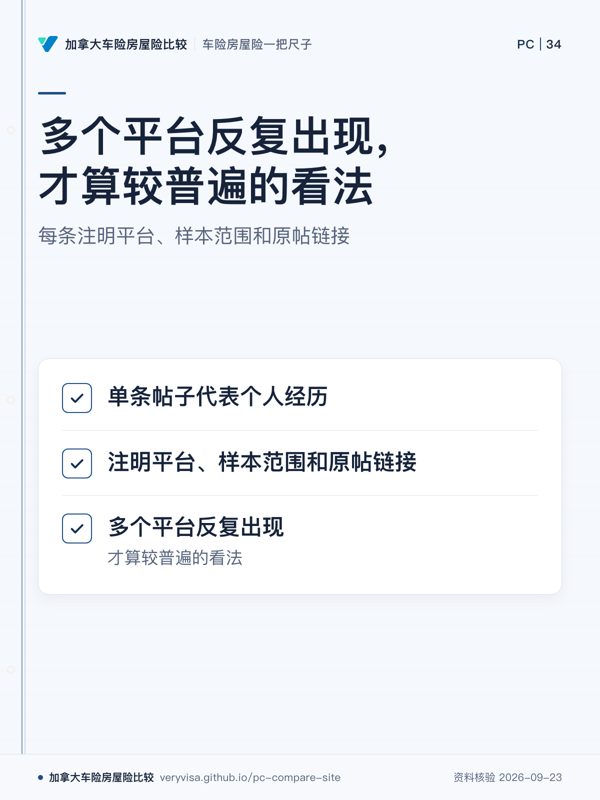 加拿大车险房屋险比较 | 车险房屋险一把尺子
PC | 34
多个平台反复出现，
才算较普遍的看法
每条注明平台、样本范围和原帖链接
单条帖子代表个人经历
注明平台、样本范围和原帖链接
多个平台反复出现
才算较普遍的看法
加拿大车险房屋险比较 veryvisa.github.io/pc-compare-site
资料核验 2026-09-23